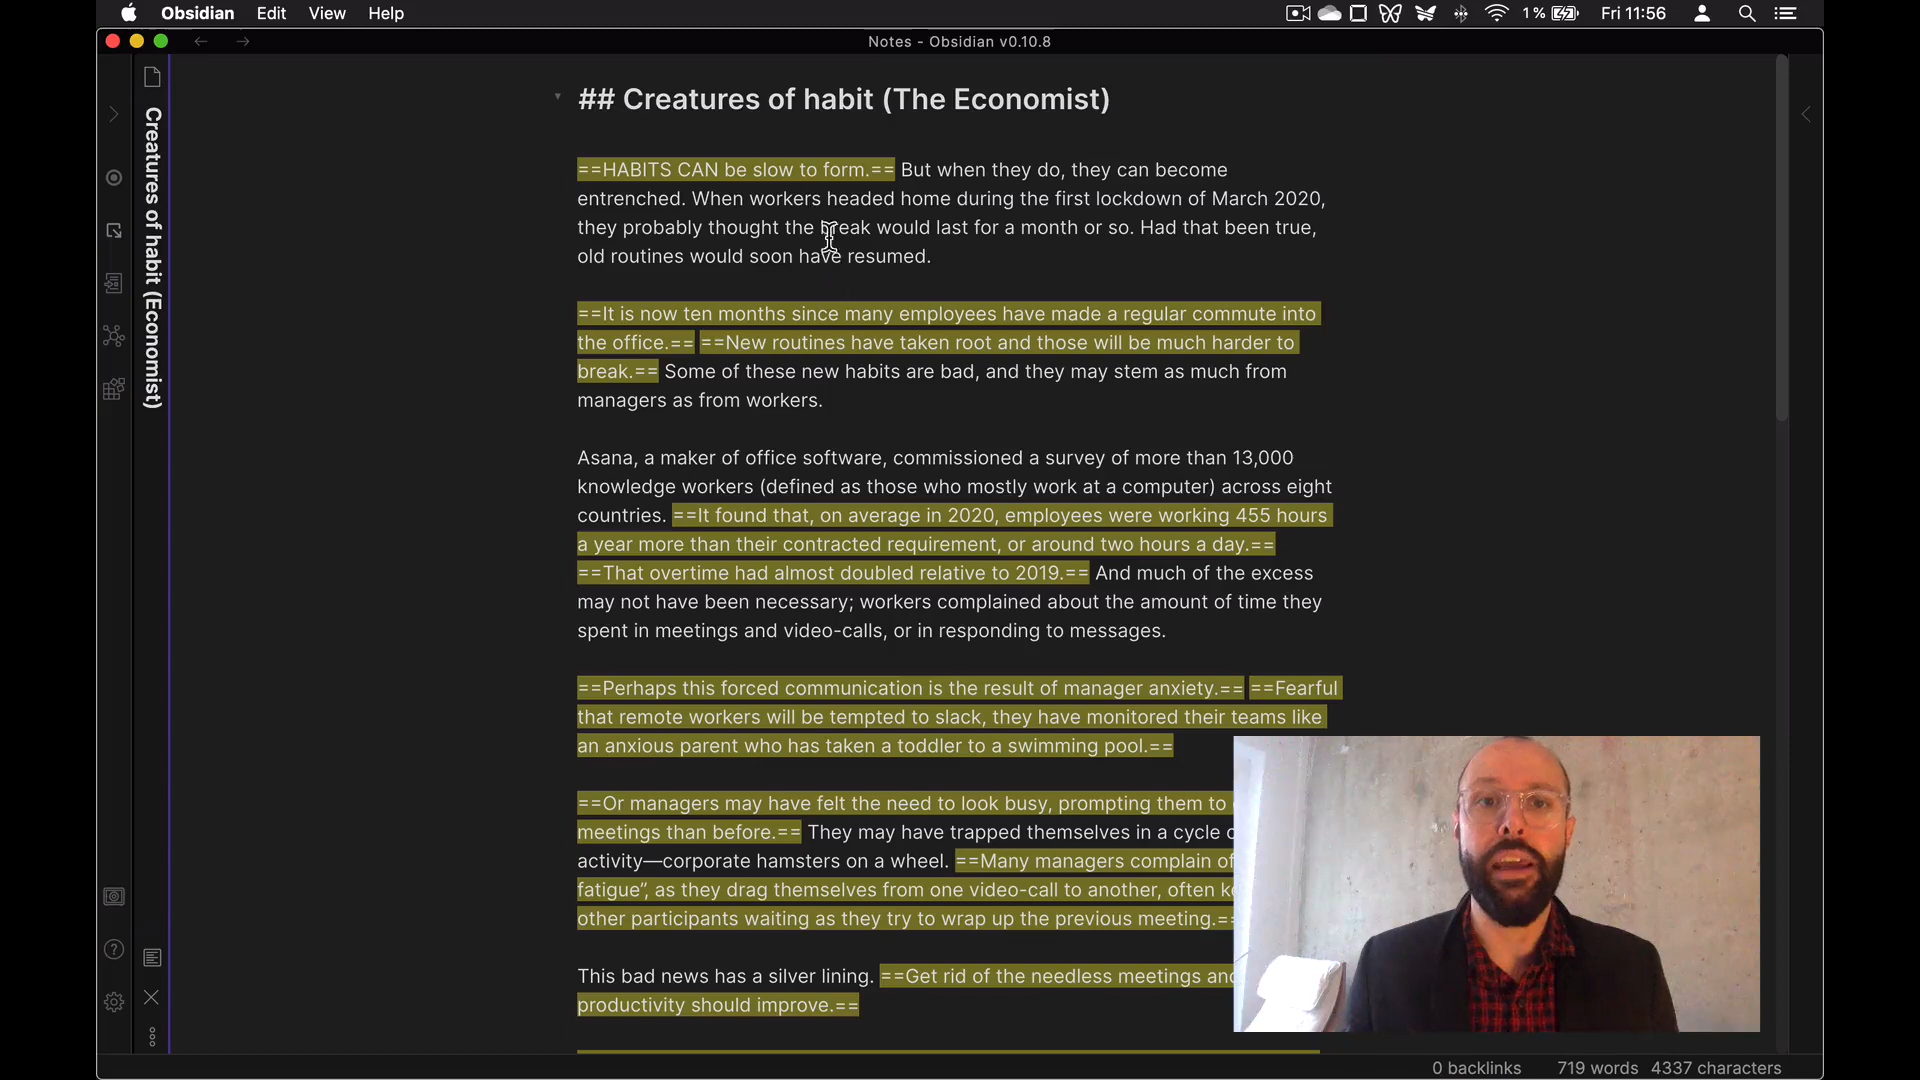 Obsidian Edit View Help 1% Fri 11:56
Notes - Obsidian v0.10.8
Creatures of habit (Economist)
## Creatures of habit (The Economist)
==HABITS CAN be slow to form.== But when they do, they can become
entrenched. When workers headed home during the first lockdown of March 2020,
they probably thought the break would last for a month or so. Had that been true,
old routines would soon have resumed.
==It is now ten months since many employees have made a regular commute into
the office.== ==New routines have taken root and those will be much harder to
break.== Some of these new habits are bad, and they may stem as much from
managers as from workers.
Asana, a maker of office software, commissioned a survey of more than 13,000
knowledge workers (defined as those who mostly work at a computer) across eight
countries. ==It found that, on average in 2020, employees were working 455 hours
a year more than their contracted requirement, or around two hours a day.==
==That overtime had almost doubled relative to 2019.== And much of the excess
may not have been necessary; workers complained about the amount of time they
spent in meetings and video-calls, or in responding to messages.
==Perhaps this forced communication is the result of manager anxiety.== ==Fearful
that remote workers will be tempted to slack, they have monitored their teams like
an anxious parent who has taken a toddler to a swimming pool.==
==Or managers may have felt the need to look busy, prompting them to
meetings than before.== They may have trapped themselves in a cycle
activity—corporate hamsters on a wheel. ==Many managers complain of
fatigue”, as they drag themselves from one video-call to another, often
other participants waiting as they try to wrap up the previous meeting.==
This bad news has a silver lining. ==Get rid of the needless meetings and
productivity should improve.==
0 backlinks 719 words 4337 characters